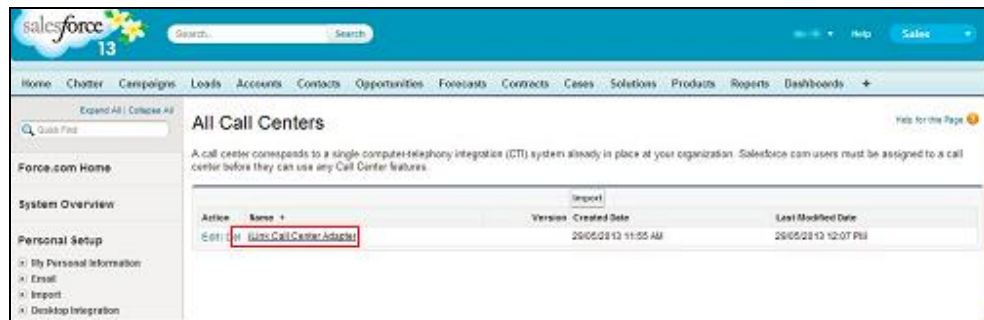 salesforce
13
Search...
Search
Help
Sales
Home Chatter Campaigns Leads Accounts Contacts Opportunities Forecasts Contracts Cases Solutions Products Reports Dashboards +
Expand All | Collapse All
Quick Find
Force.com Home
System Overview
Personal Setup
My Personal Information
Email
Import
Desktop Integration
All Call Centers
Help for this Page
A call center corresponds to a single computer-telephony integration (CTI) system already in place at your organization. Salesforce.com users must be assigned to a call
center before they can use any Call Center features.
Import
Action Name + Version Created Date Last Modified Date
Edit | iLink Call Center Adapter 29/05/2013 11:55 AM 29/05/2013 12:07 PM